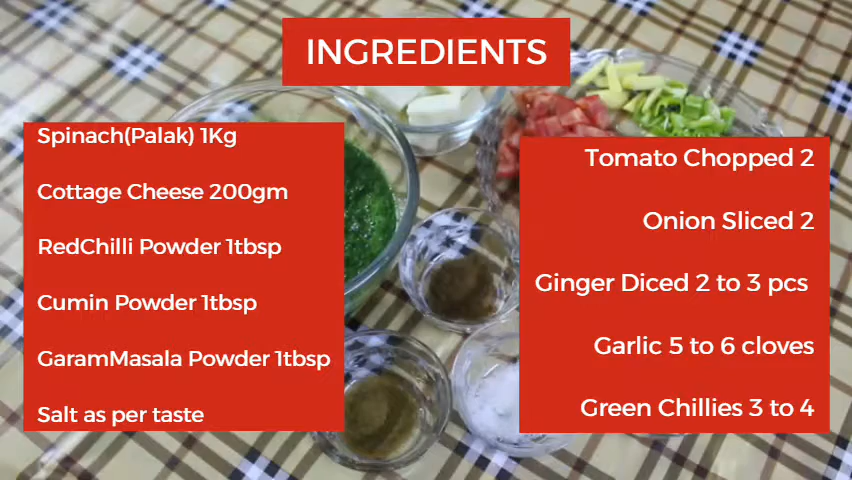 INGREDIENTS
Spinach(Palak) 1Kg
Cottage Cheese 200gm
RedChilli Powder 1tbsp
Cumin Powder 1tbsp
GaramMasala Powder 1tbsp
Salt as per taste
Tomato Chopped 2
Onion Sliced 2
Ginger Diced 2 to 3 pcs
Garlic 5 to 6 cloves
Green Chillies 3 to 4